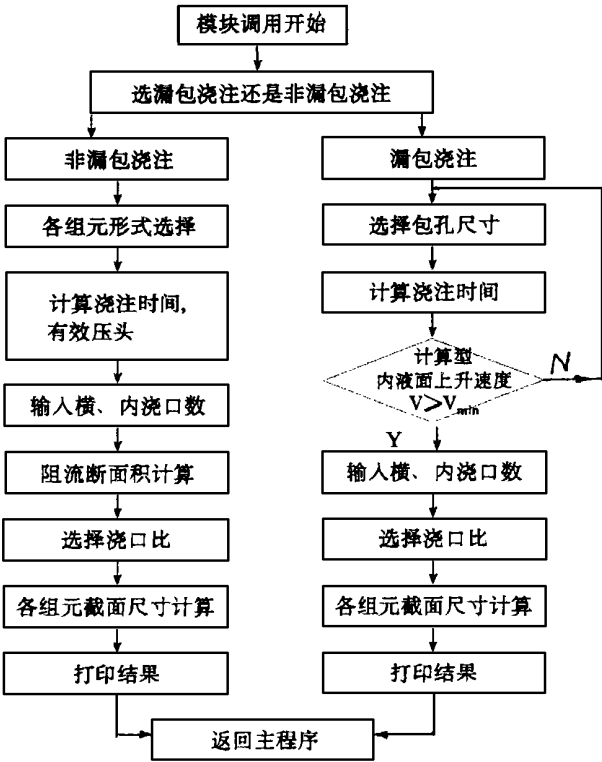 模块调用开始
选漏包浇注还是非漏包浇注
非漏包浇注
各组元形式选择
计算浇注时间,
有效压头
输入横、内浇口数
阻流断面积计算
选择浇口比
各组元截面尺寸计算
打印结果
漏包浇注
选择包孔尺寸
计算浇注时间
计算型
内液面上升速度
V>Vmin
N
Y
输入横、内浇口数
选择浇口比
各组元截面尺寸计算
打印结果
返回主程序